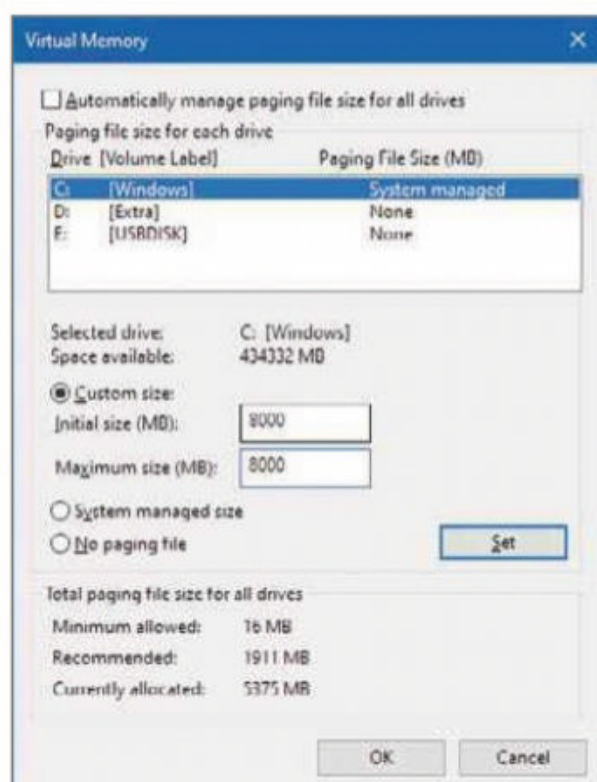 Virtual Memory
Automatically manage paging file size for all drives
Paging file size for each drive
Drive [Volume Label] Paging File Size (MB)
C: [Windows] System managed
D: [Extra] None
E: [USBDISK] None
Selected drive: C: [Windows]
Space available: 434332 MB
Custom size:
Initial size (MB): 8000
Maximum size (MB): 8000
System managed size
No paging file Set
Total paging file size for all drives
Minimum allowed: 16 MB
Recommended: 1911 MB
Currently allocated: 5375 MB
OK Cancel